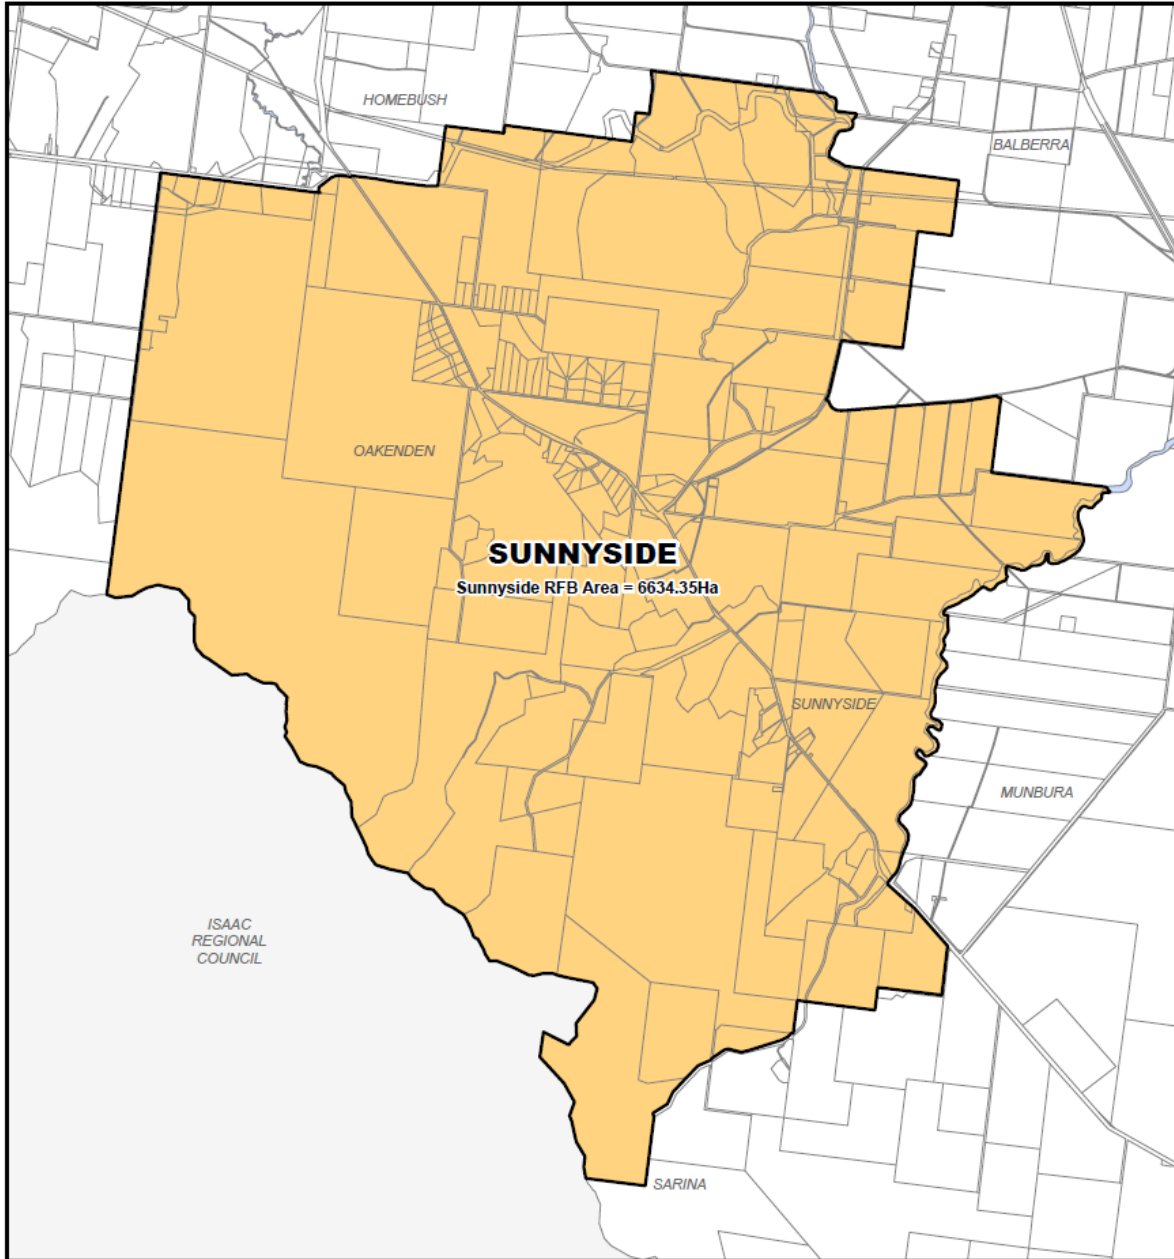 HOMEBUSH
BALBERRA
OAKENDEN
SUNNYSIDE
Sunnyside RFB Area = 6634.35Ha
SUNNYSIDE
MUNBURA
ISAAC
REGIONAL
COUNCIL
SARINA